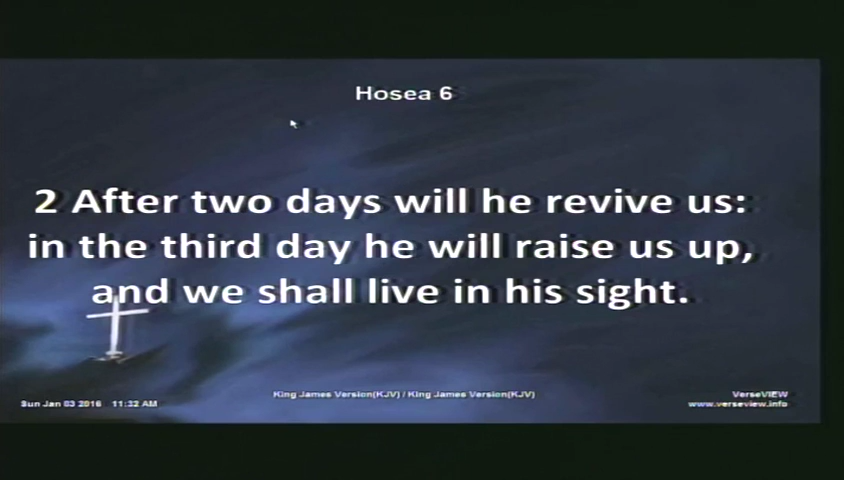 Hosea 6
2 After two days will he revive us:
in the third day he will raise us up,
and we shall live in his sight.
King James Version(KJV) / King James Version(KJV)
VerseVIEW
Sun Jan 03 2016 11:32 AM
www.verseview.info